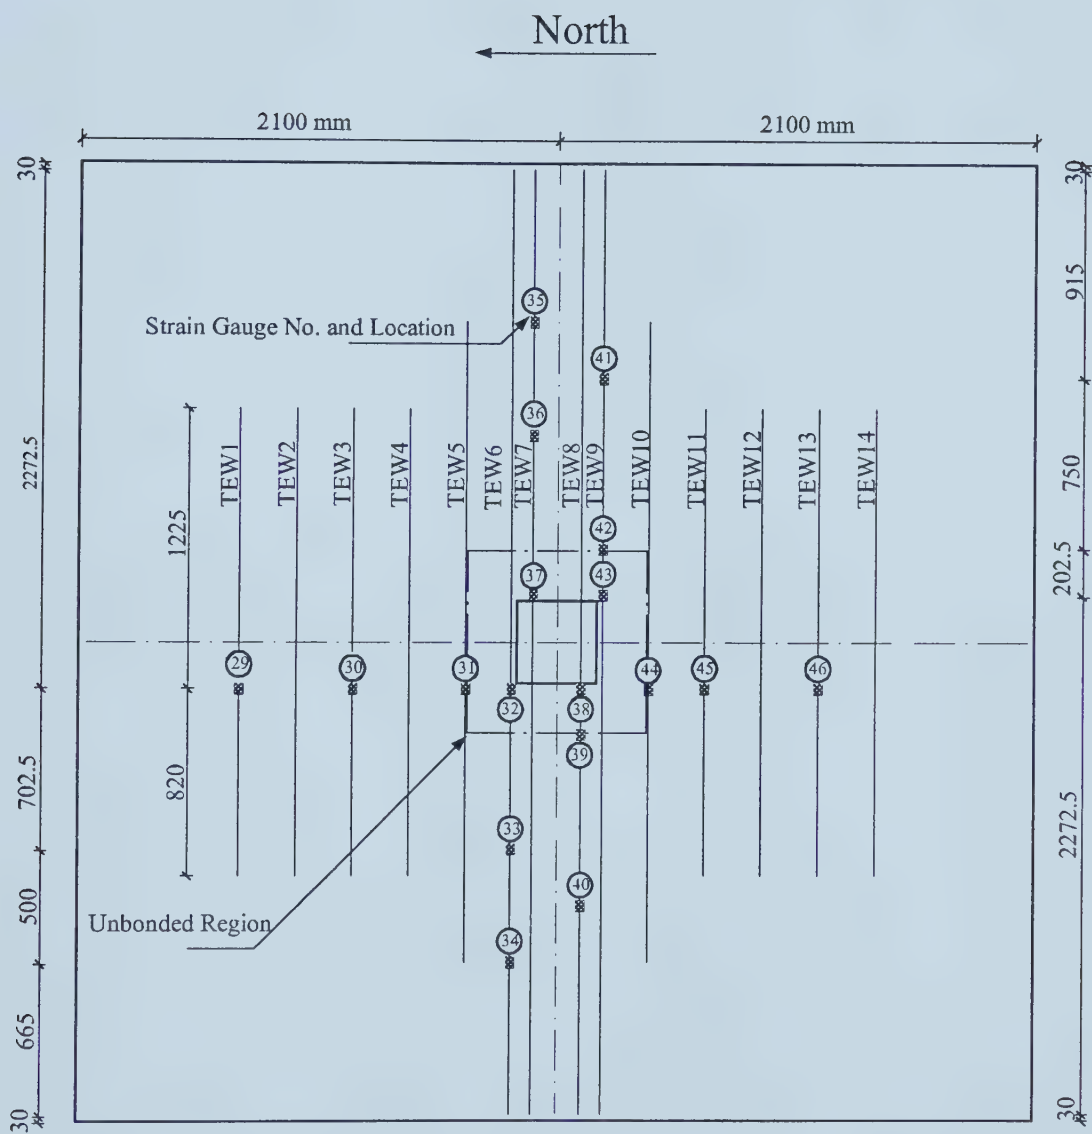 North
2100 mm
2100 mm
30
30
915
35
Strain Gauge No. and Location
41
36
2272.5
1225
TEW1
TEW2
TEW3
TEW4
TEW5
TEW6
TEW7
TEW8
TEW9
TEW10
TEW11
TEW12
TEW13
TEW14
750
42
37
43
202.5
29
30
31
44
45
46
32
38
39
702.5
820
33
2272.5
40
500
Unbonded Region
34
665
30
30